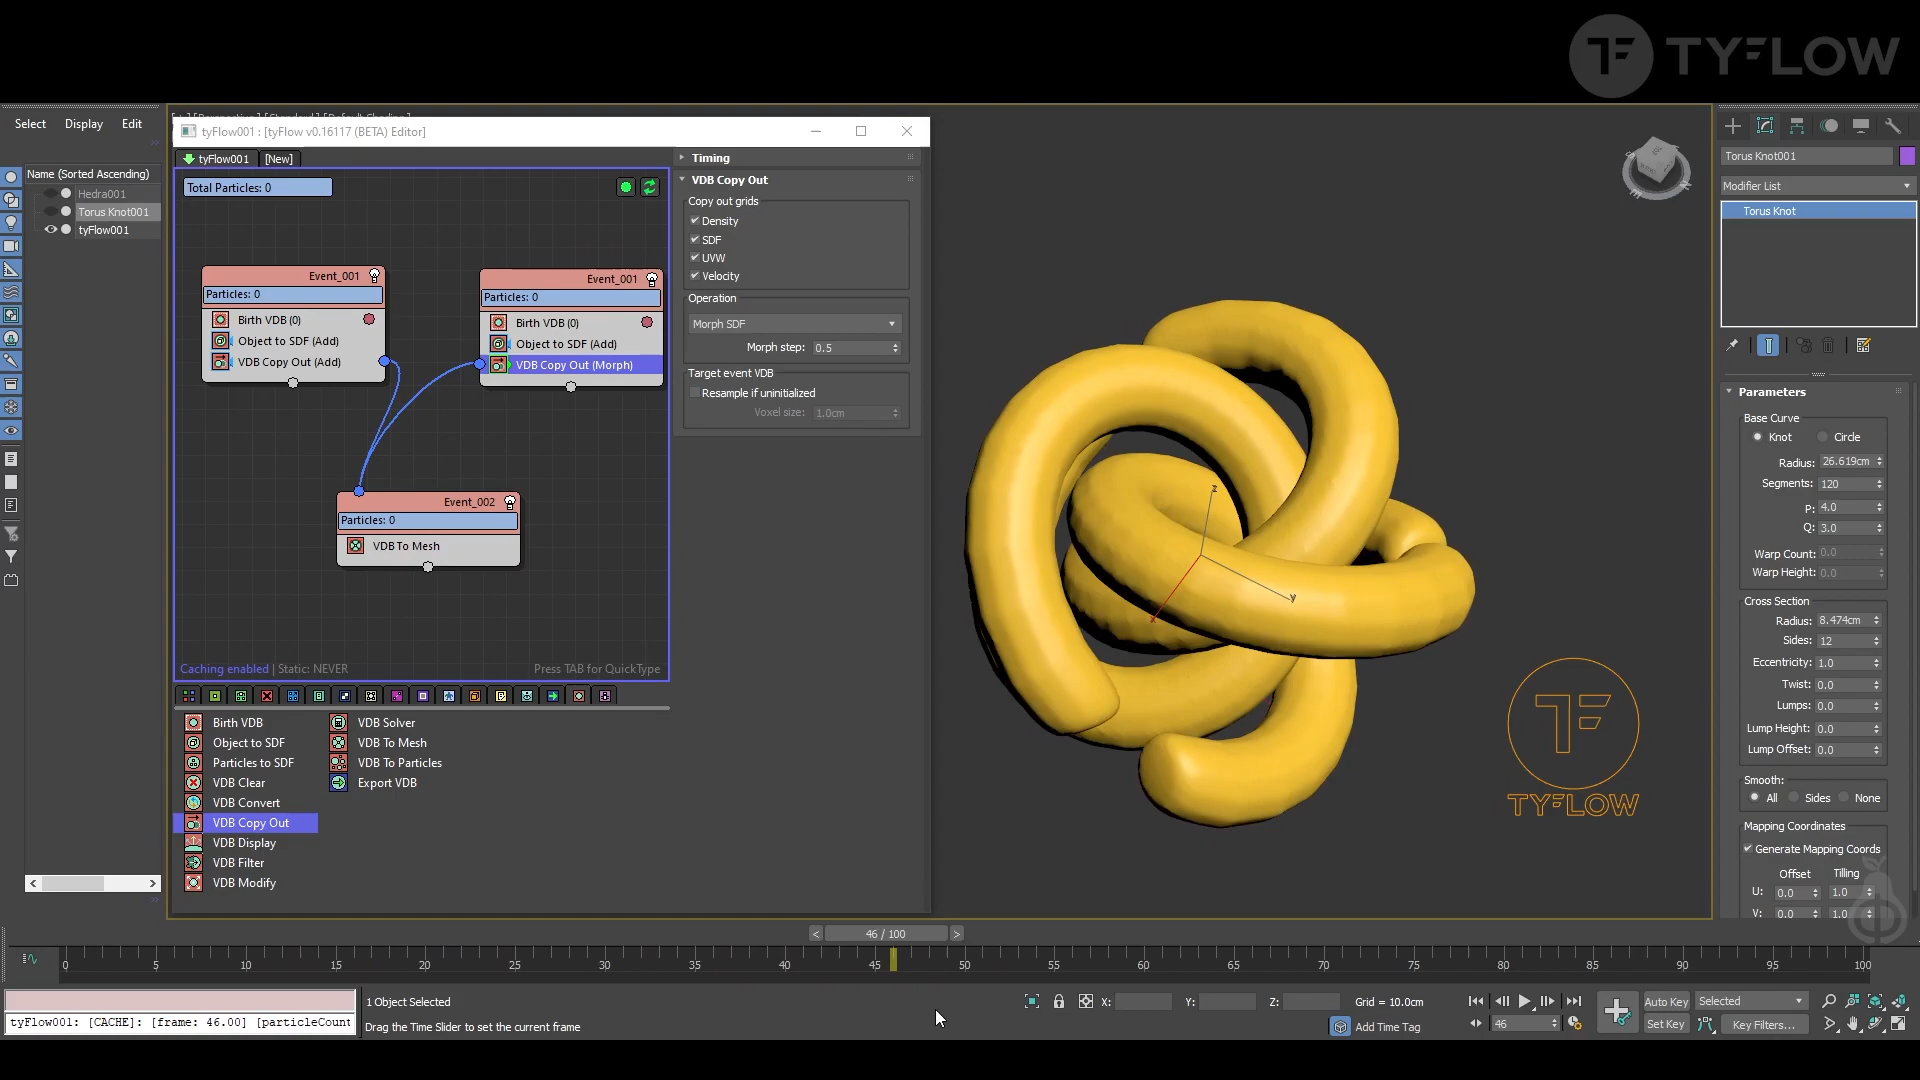 TYFLOW
Select
Display
Edit
Name (Sorted Ascending)
Hedra001
Torus Knot001
tyFlow001
tyFlow001 : [tyFlow v0.16117 (BETA) Editor]
tyFlow001
[New]
Total Particles: 0
Event_001
Particles: 0
Birth VDB (0)
Object to SDF (Add)
VDB Copy Out (Add)
Event_001
Particles: 0
Birth VDB (0)
Object to SDF (Add)
VDB Copy Out (Morph)
Event_002
Particles: 0
VDB To Mesh
Caching enabled | Static: NEVER
Press TAB for QuickType
Birth VDB
Object to SDF
Particles to SDF
VDB Clear
VDB Convert
VDB Copy Out
VDB Display
VDB Filter
VDB Modify
VDB Solver
VDB To Mesh
VDB To Particles
Export VDB
Timing
VDB Copy Out
Copy out grids
Density
SDF
UVW
Velocity
Operation
Morph SDF
Morph step: 0.5
Target event VDB
Resample if uninitialized
Voxel size: 1.0cm
z
y
x
TYFLOW
Torus Knot001
Modifier List
Torus Knot
Parameters
Base Curve
Knot Circle
Radius: 26.619cm
Segments: 120
P: 4.0
Q: 3.0
Warp Count: 0.0
Warp Height: 0.0
Cross Section
Radius: 8.474cm
Sides: 12
Eccentricity: 1.0
Twist: 0.0
Lumps: 0.0
Lump Height: 0.0
Lump Offset: 0.0
Smooth:
All Sides None
Mapping Coordinates
Generate Mapping Coords
Offset Tilling
U: 0.0 1.0
V: 0.0 1.0
< 46 / 100 >
0 5 10 15 20 25 30 35 40 45 50 55 60 65 70 75 80 85 90 95 100
tyFlow001: [CACHE]: [frame: 46.00] [particleCount
1 Object Selected
Drag the Time Slider to set the current frame
X: Y: Z: Grid = 10.0cm
Add Time Tag
46
Auto Key
Selected
Set Key
Key Filters...